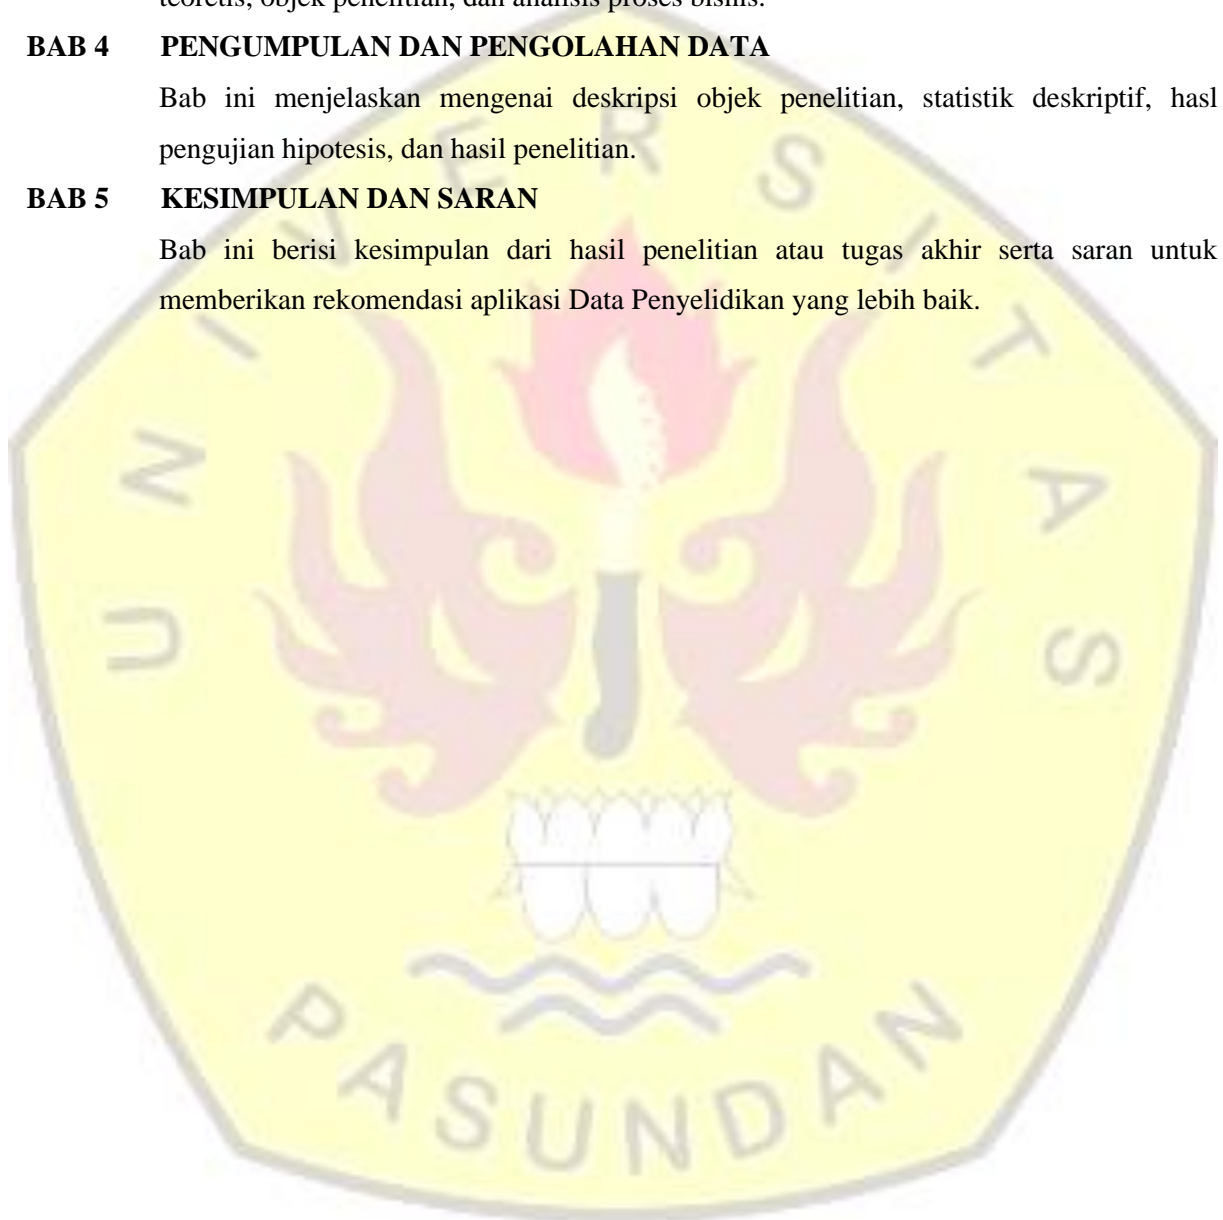 teoretis, objek penelitian, dan analisis proses bisnis.
BAB 4 PENGUMPULAN DAN PENGOLAHAN DATA
Bab ini menjelaskan mengenai deskripsi objek penelitian, statistik deskriptif, hasl
pengujian hipotesis, dan hasil penelitian.
BAB 5 KESIMPULAN DAN SARAN
Bab ini berisi kesimpulan dari hasil penelitian atau tugas akhir serta saran untuk
memberikan rekomendasi aplikasi Data Penyelidikan yang lebih baik.
UNIVERSITAS
PASUNDAN